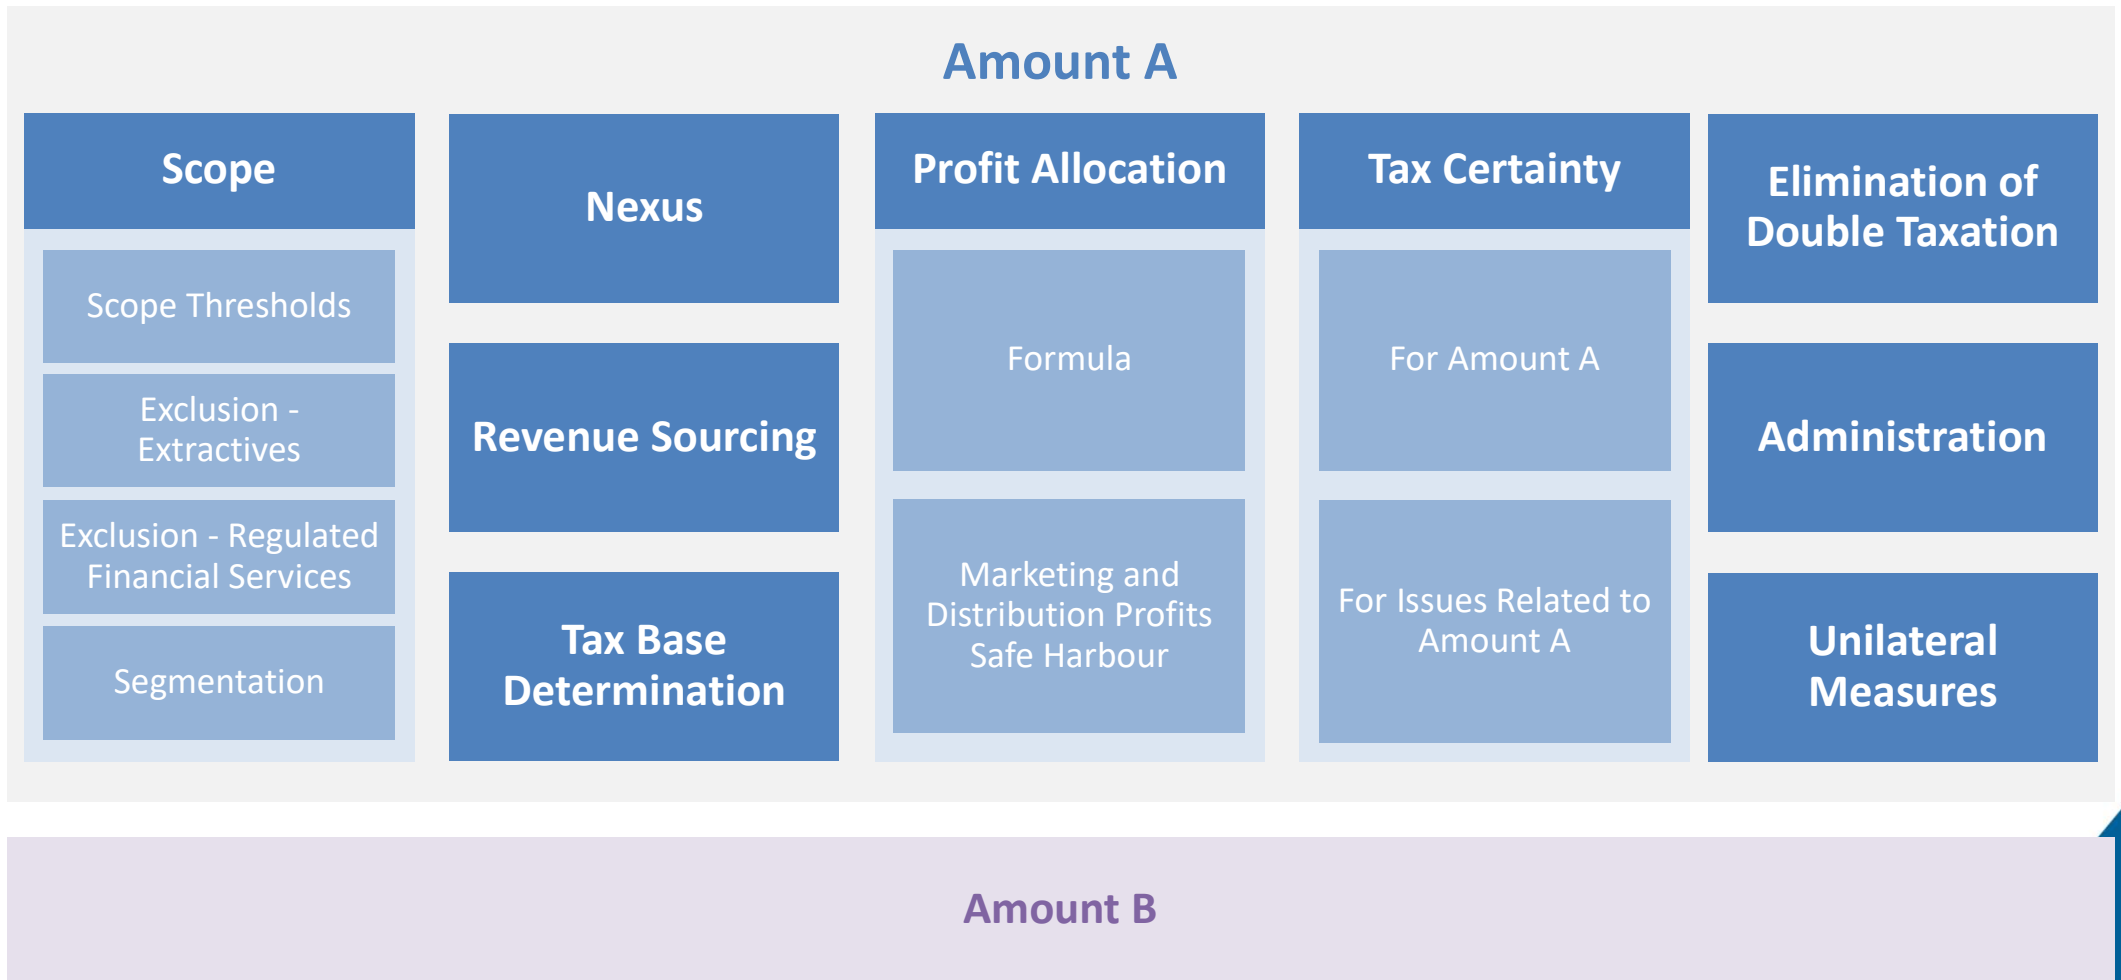 Amount A
Scope
Scope Thresholds
Exclusion -
Extractives
Exclusion - Regulated
Financial Services
Segmentation
Nexus
Revenue Sourcing
Tax Base
Determination
Profit Allocation
Formula
Marketing and
Distribution Profits
Safe Harbour
Tax Certainty
For Amount A
For Issues Related to
Amount A
Elimination of
Double Taxation
Administration
Unilateral
Measures
Amount B